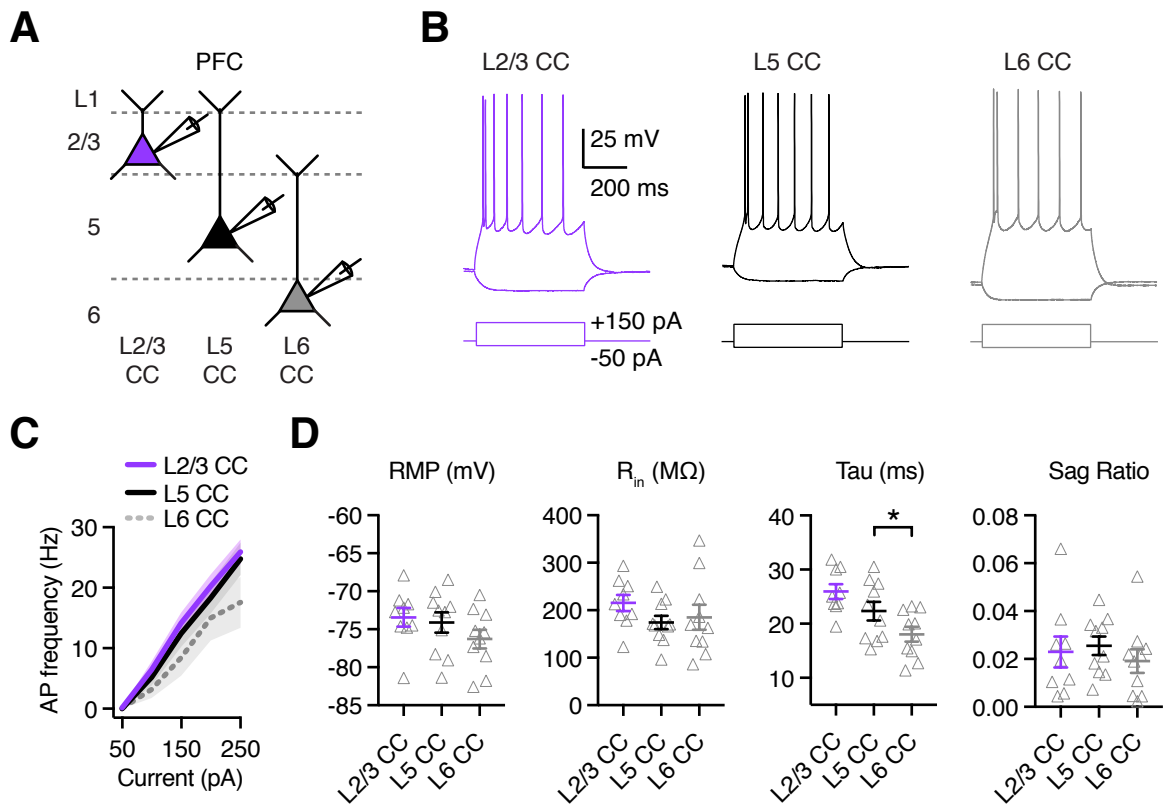 A
PFC
L1
2/3
5
6
L2/3 CC
L5 CC
L6 CC
B
L2/3 CC
L5 CC
L6 CC
25 mV
200 ms
+150 pA
-50 pA
C
L2/3 CC
L5 CC
L6 CC
AP frequency (Hz)
30
20
10
0
50
150
250
Current (pA)
D
RMP (mV)
-60
-65
-70
-75
-80
-85
L2/3 CC
L5 CC
L6 CC
Rin (MΩ)
400
300
200
100
0
L2/3 CC
L5 CC
L6 CC
Tau (ms)
40
30
20
10
*
L2/3 CC
L5 CC
L6 CC
Sag Ratio
0.08
0.06
0.04
0.02
0.00
L2/3 CC
L5 CC
L6 CC